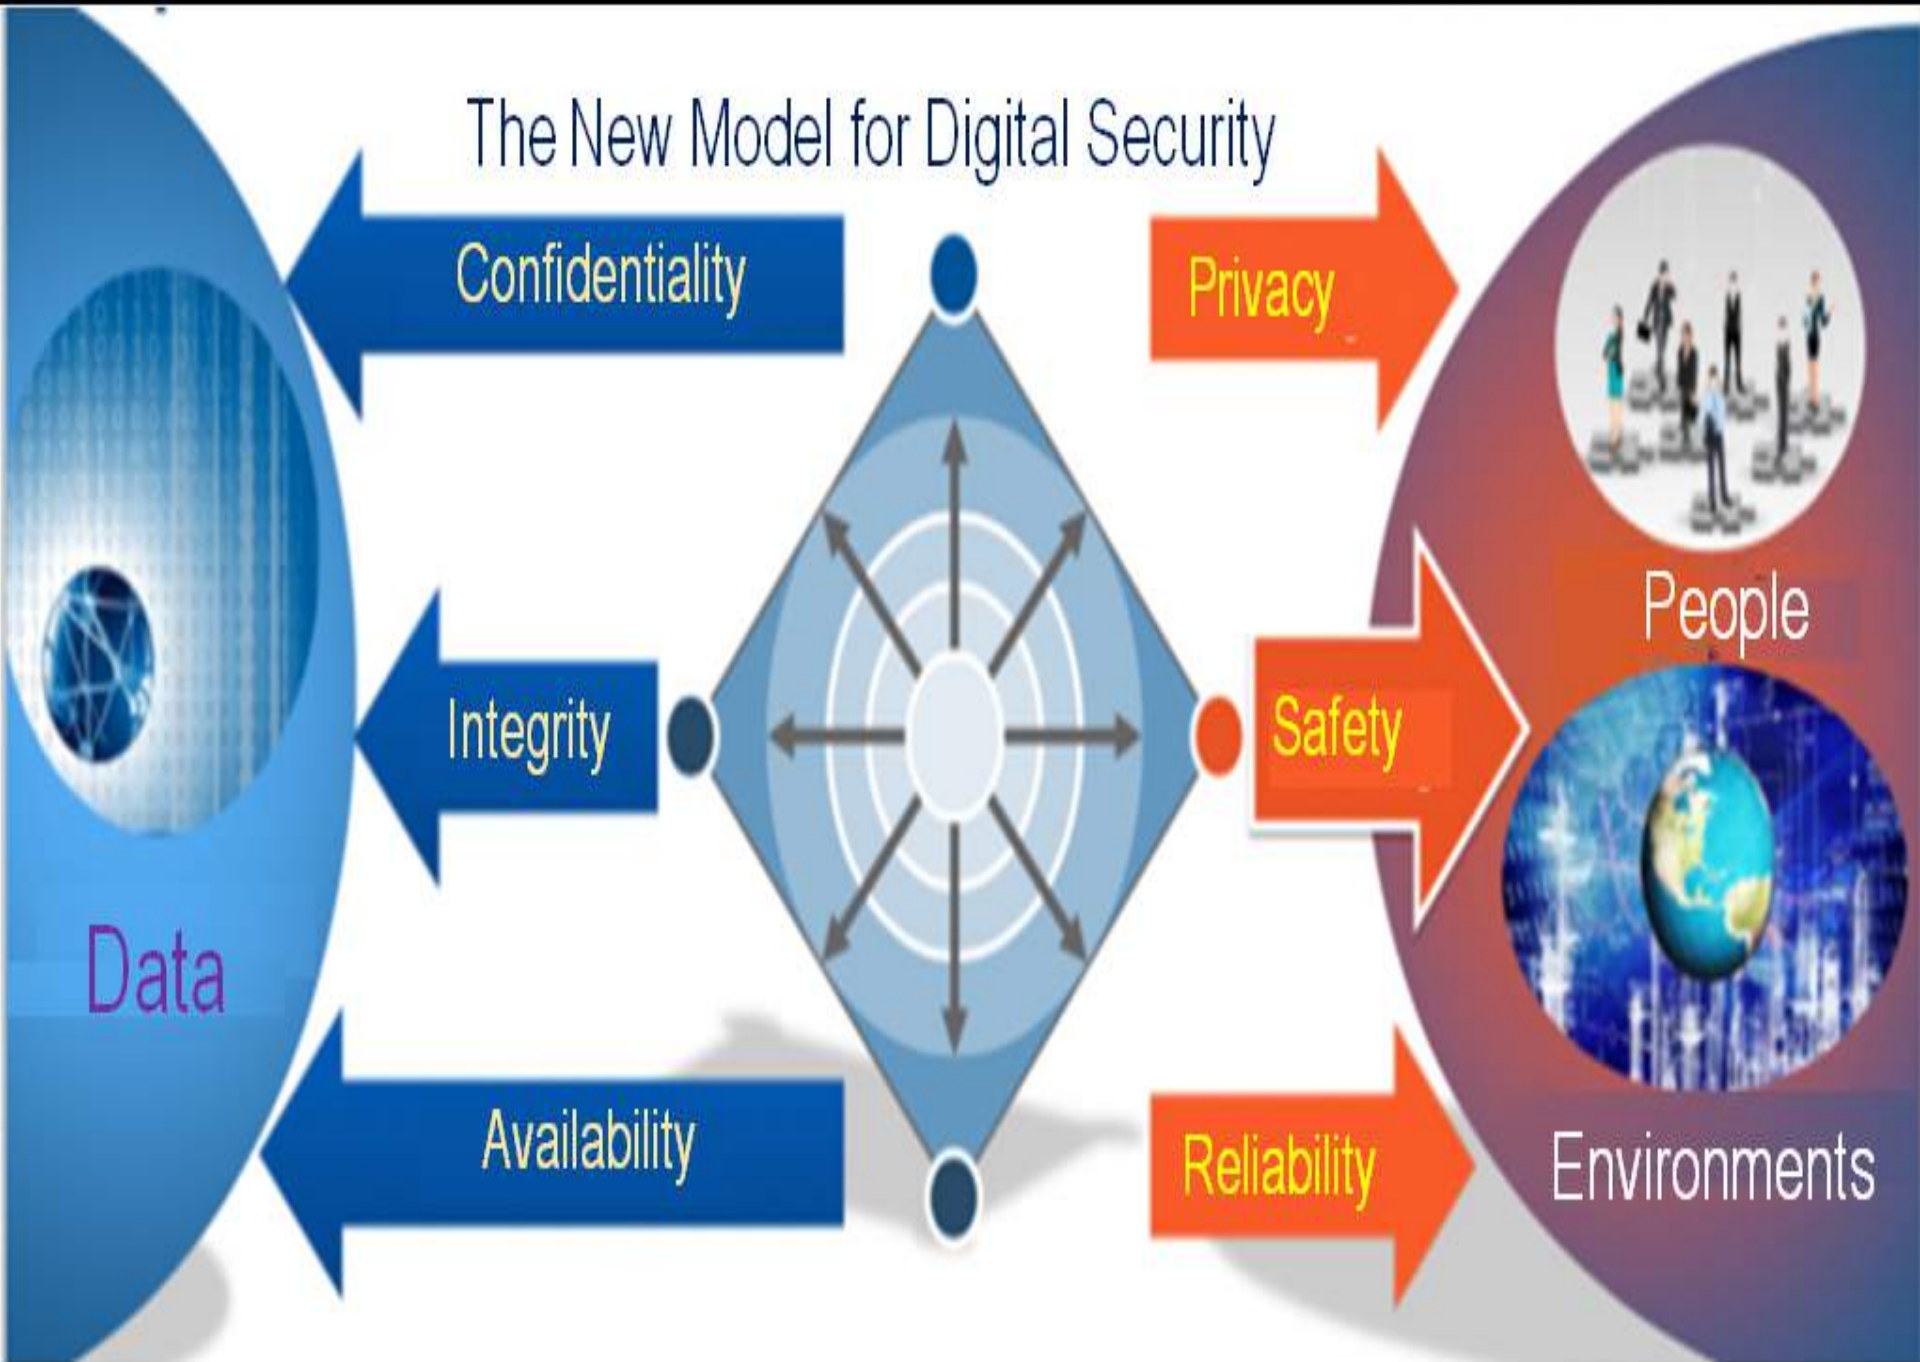 The New Model for Digital Security
Confidentiality
Privacy
People
Integrity
Safety
Data
Availability
Reliability
Environments